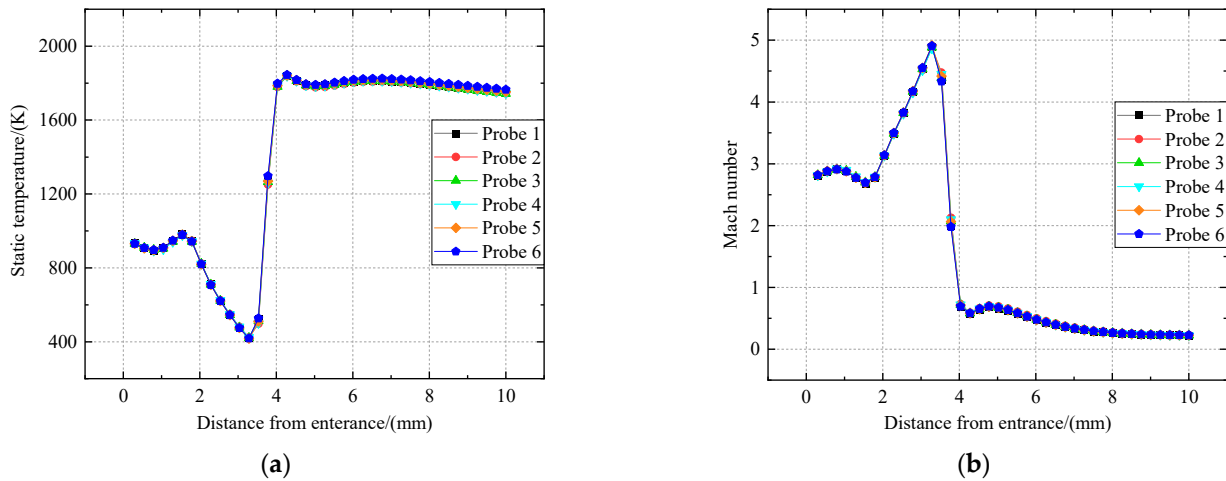 Static temperature/(K)
2000
1600
1200
800
400
0
2
4
6
8
10
Distance from enterance/(mm)
Probe 1
Probe 2
Probe 3
Probe 4
Probe 5
Probe 6
(a)
Mach number
5
4
3
2
1
0
0
2
4
6
8
10
Distance from entrance/(mm)
Probe 1
Probe 2
Probe 3
Probe 4
Probe 5
Probe 6
(b)